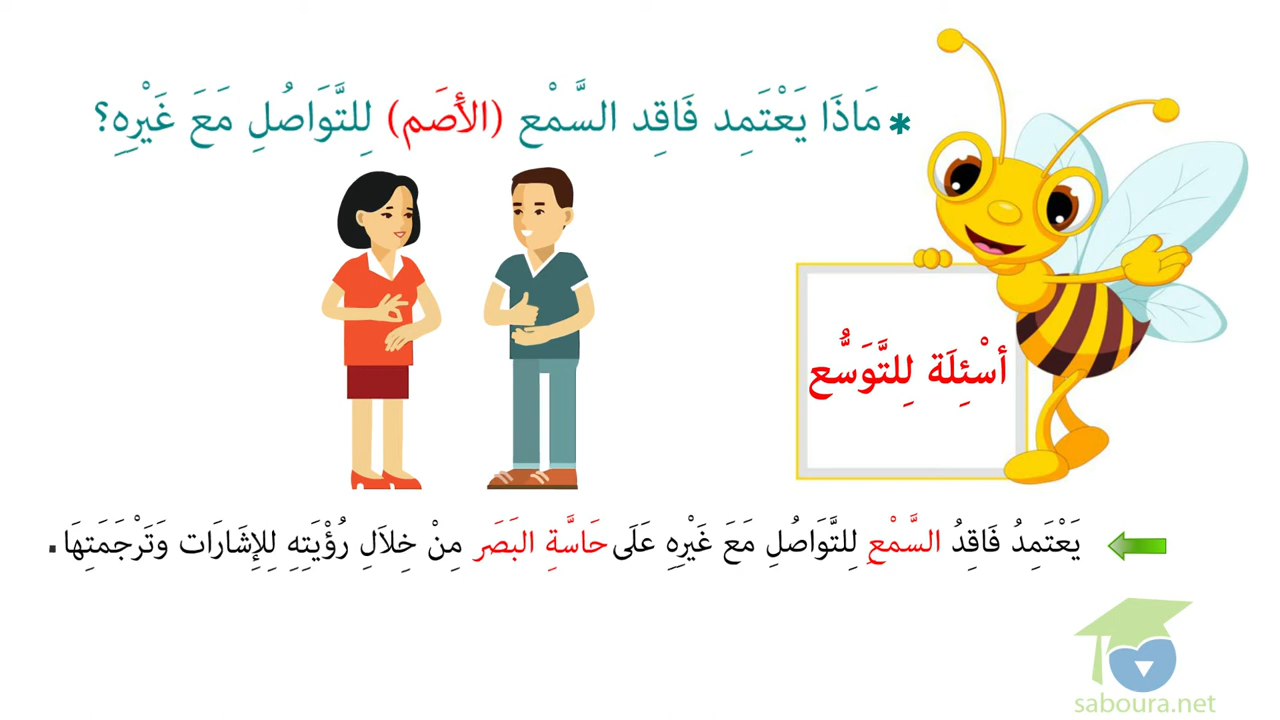 * مَاذَا يَعْتَمِد فَاقِد السَّمْع (الأَصَم) لِلتَّوَاصُلِ مَعَ غَيْرِهِ؟
أسْئِلَة لِلتَّوَسُّع
يَعْتَمِدُ فَاقِدُ السَّمْعِ لِلتَّوَاصُلِ مَعَ غَيْرِهِ عَلَى حَاسَّةِ البَصَر مِنْ خِلَالِ رُؤْيَتِهِ لِلإِشَارَات وَتَرْجَمَتِهَا.
saboura.net